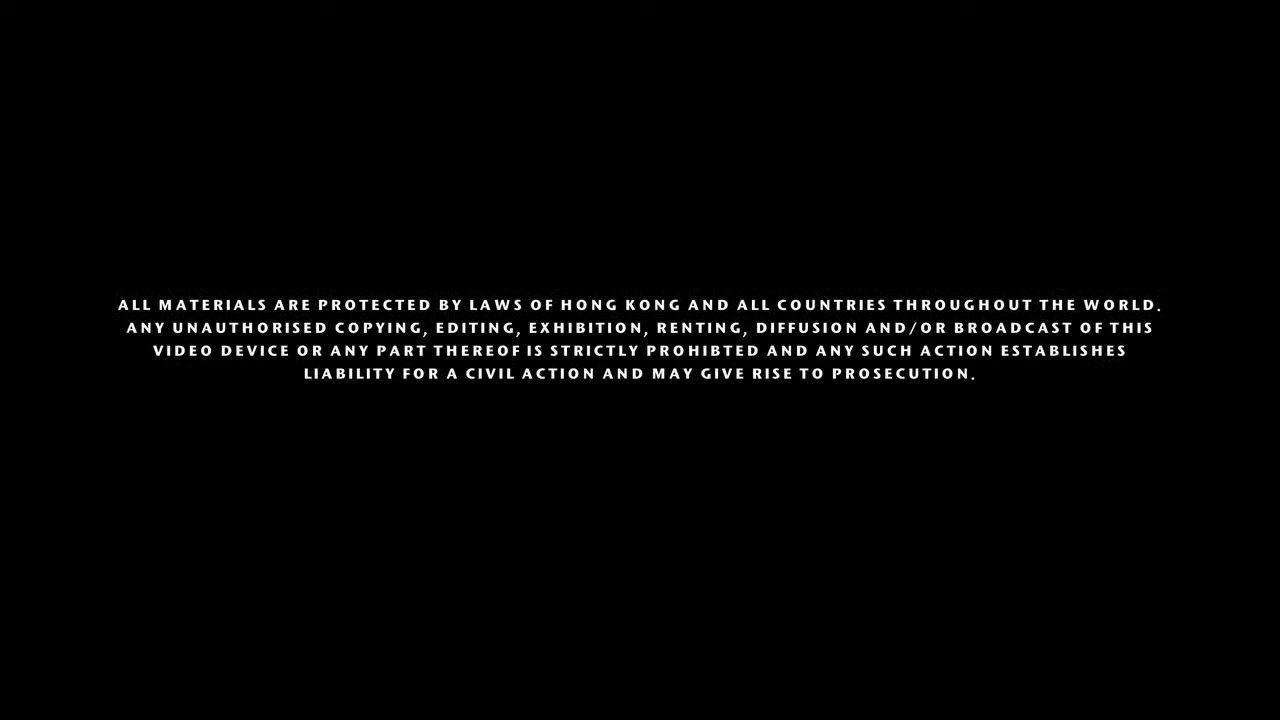 ALL MATERIALS ARE PROTECTED BY LAWS OF HONG KONG AND ALL COUNTRIES THROUGHOUT THE WORLD.
ANY UNAUTHORISED COPYING, EDITING, EXHIBITION, RENTING, DIFFUSION AND/OR BROADCAST OF THIS
VIDEO DEVICE OR ANY PART THEREOF IS STRICTLY PROHIBTED AND ANY SUCH ACTION ESTABLISHES
LIABILITY FOR A CIVIL ACTION AND MAY GIVE RISE TO PROSECUTION.